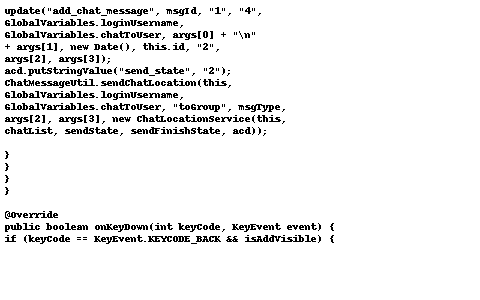 update("add_chat_message", msgId, "1", "4",
GlobalVariables.loginUsername,
GlobalVariables.chatToUser, args[0] + "\n"
+ args[1], new Date(), this.id, "2",
args[2], args[3]);
acd.putStringValue("send_state", "2");
ChatMessageUtil.sendChatLocation(this,
GlobalVariables.loginUsername,
GlobalVariables.chatToUser, "toGroup", msgType,
args[2], args[3], new ChatLocationService(this,
chatList, sendState, sendFinishState, acd));
}
}
}
}
@Override
public boolean onKeyDown(int keyCode, KeyEvent event) {
if (keyCode == KeyEvent.KEYCODE_BACK && isAddVisible) {